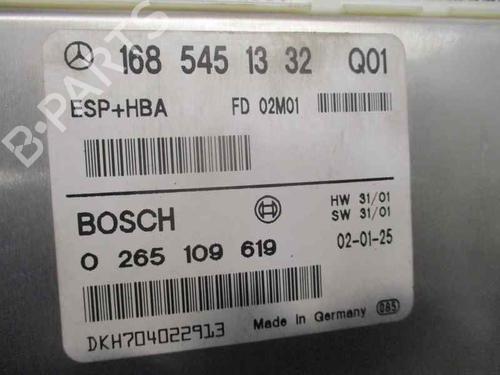 168 545 13 32 Q01
ESP+HBA FD 02M01
BOSCH HW 31/01
SW 31/01
0 265 109 619 02-01-25
DKH704022913 Made in Germany 085
B-PARTS